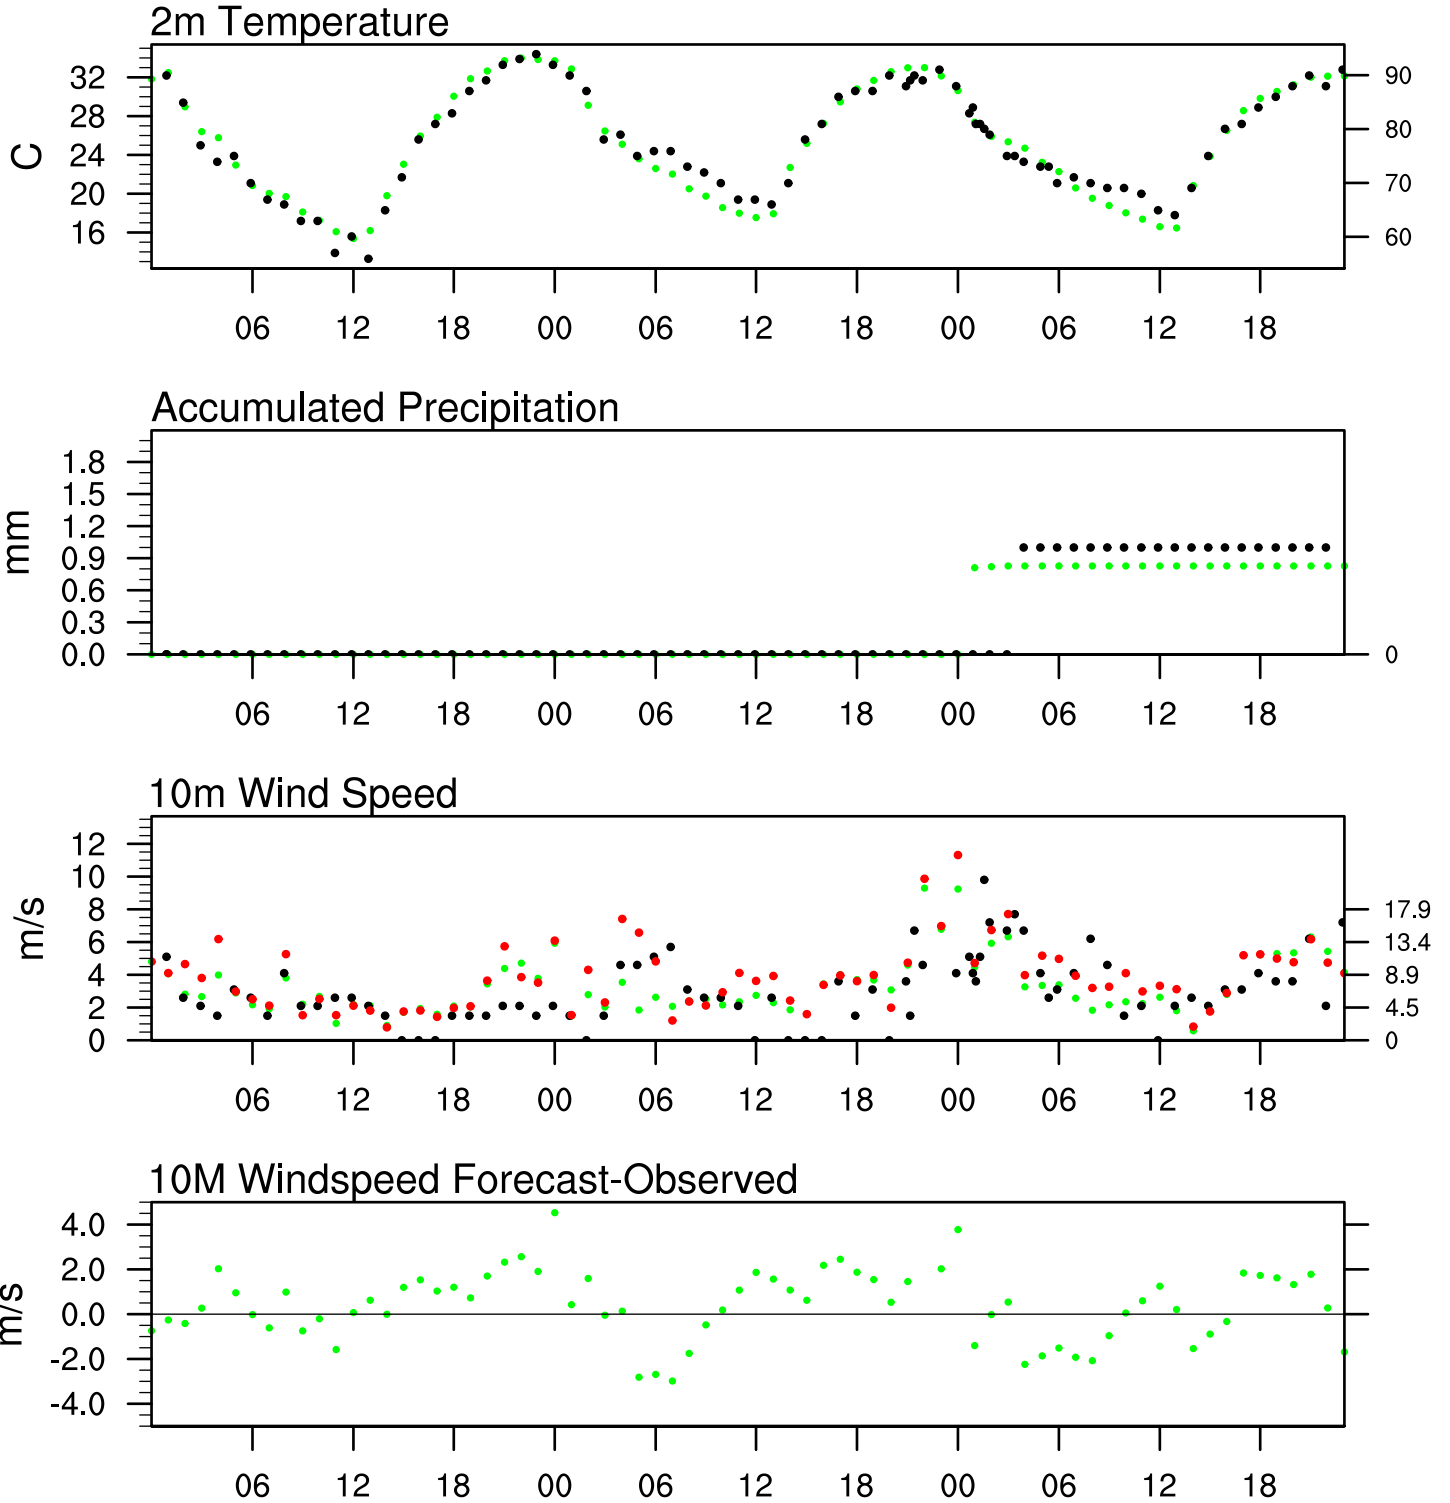 2m Temperature
32
28
24
20
16
C
90
80
70
60
06 12 18 00 06 12 18 00 06 12 18
Accumulated Precipitation
1.8
1.5
1.2
0.9
0.6
0.3
0.0
mm
0
06 12 18 00 06 12 18 00 06 12 18
10m Wind Speed
12
10
8
6
4
2
0
m/s
17.9
13.4
8.9
4.5
0
06 12 18 00 06 12 18 00 06 12 18
10M Windspeed Forecast-Observed
4.0
2.0
0.0
-2.0
-4.0
m/s
06 12 18 00 06 12 18 00 06 12 18